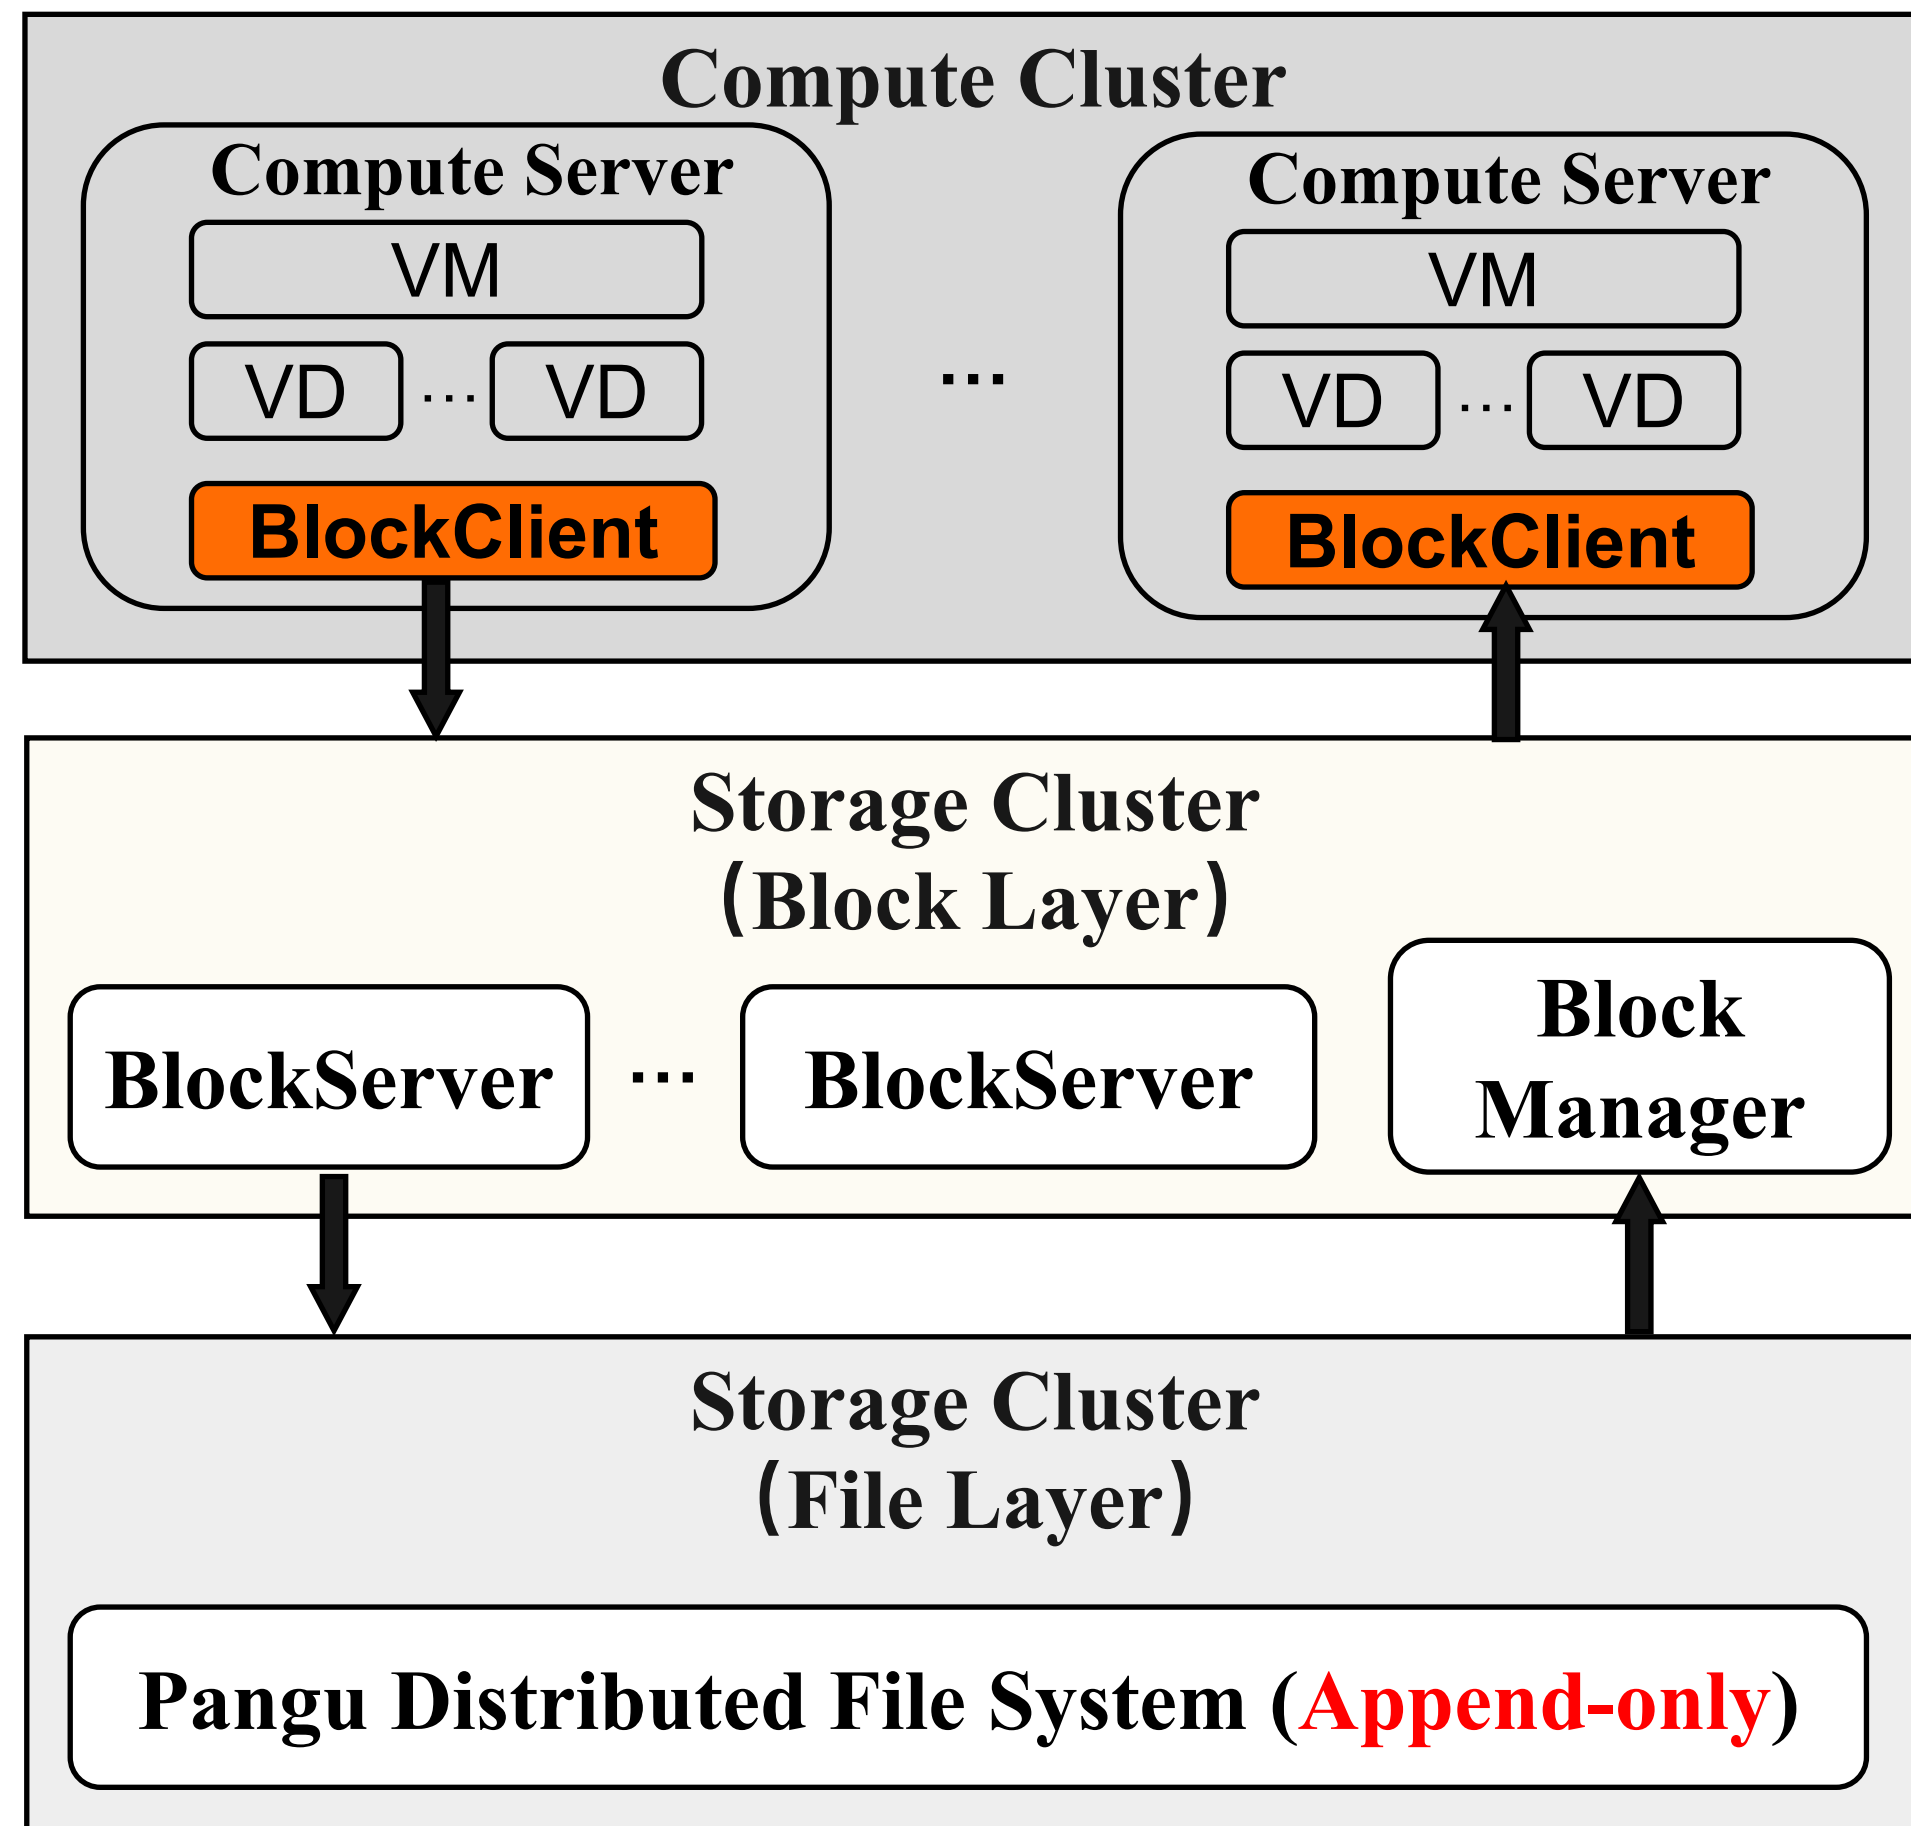 Compute Cluster
Compute Server
VM
VD ... VD
BlockClient
...
Compute Server
VM
VD ... VD
BlockClient
Storage Cluster
(Block Layer)
BlockServer ... BlockServer
Block
Manager
Storage Cluster
(File Layer)
Pangu Distributed File System (Append-only)